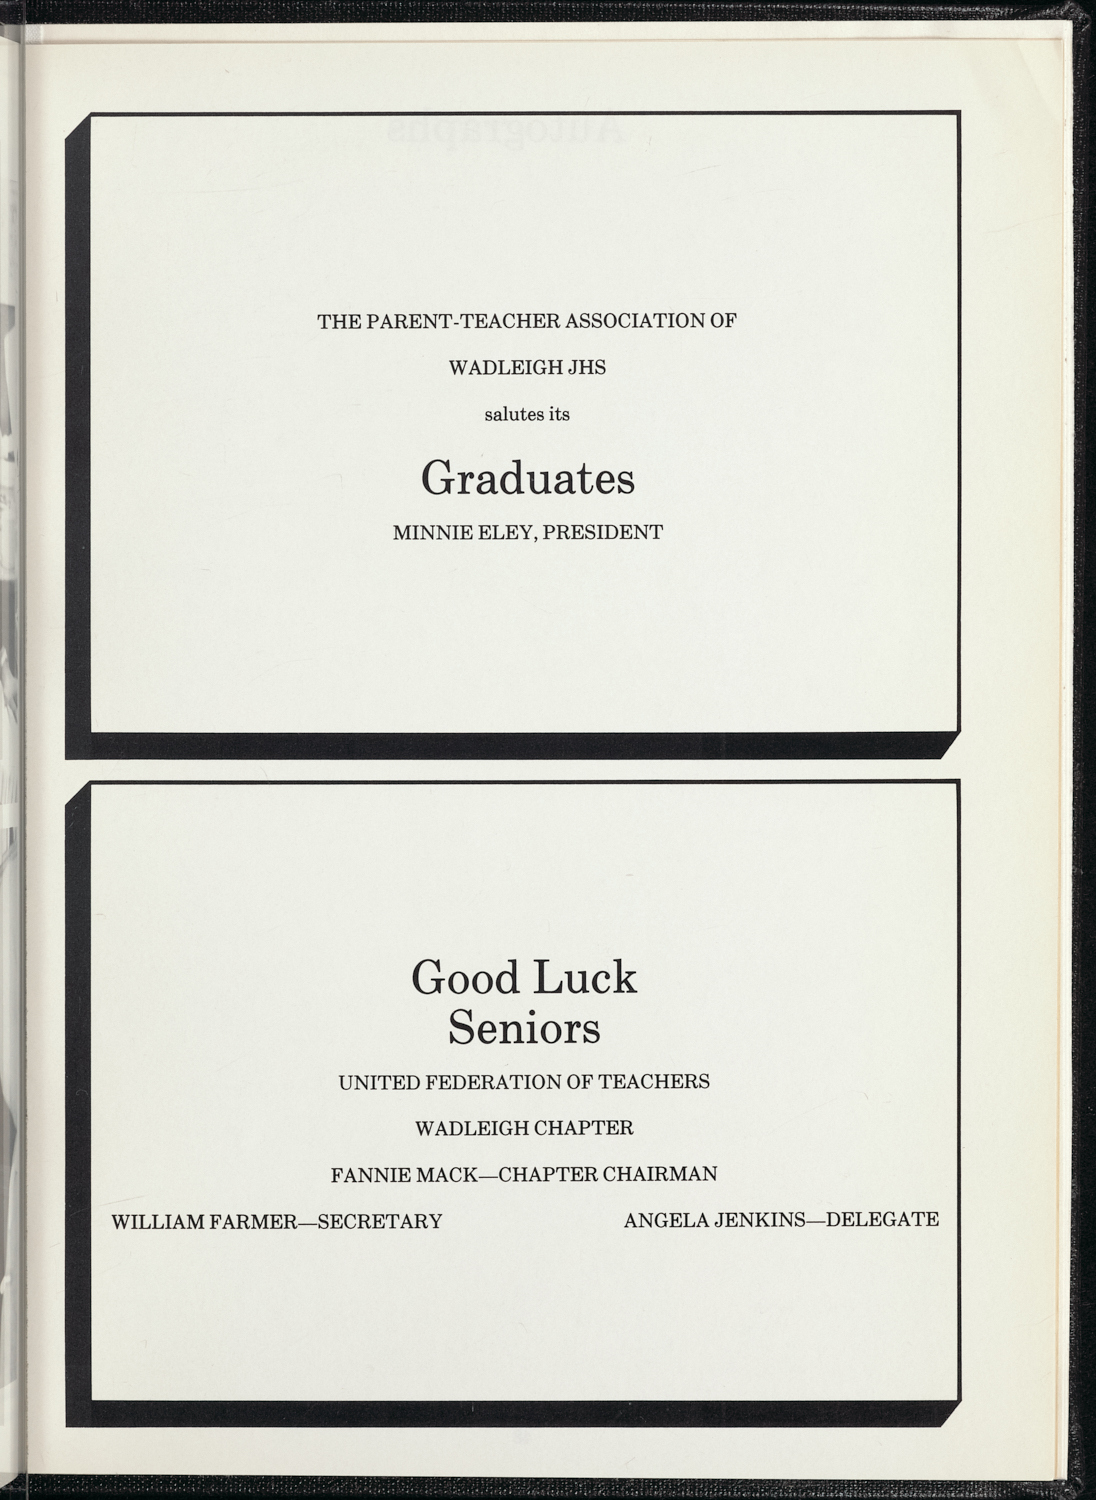 THE PARENT-TEACHER ASSOCIATION OF
WADLEIGH JHS
salutes its
Graduates
MINNIE ELEY, PRESIDENT
Good Luck
Seniors
UNITED FEDERATION OF TEACHERS
WADLEIGH CHAPTER
FANNIE MACK—CHAPTER CHAIRMAN
WILLIAM FARMER—SECRETARY ANGELA JENKINS—DELEGATE